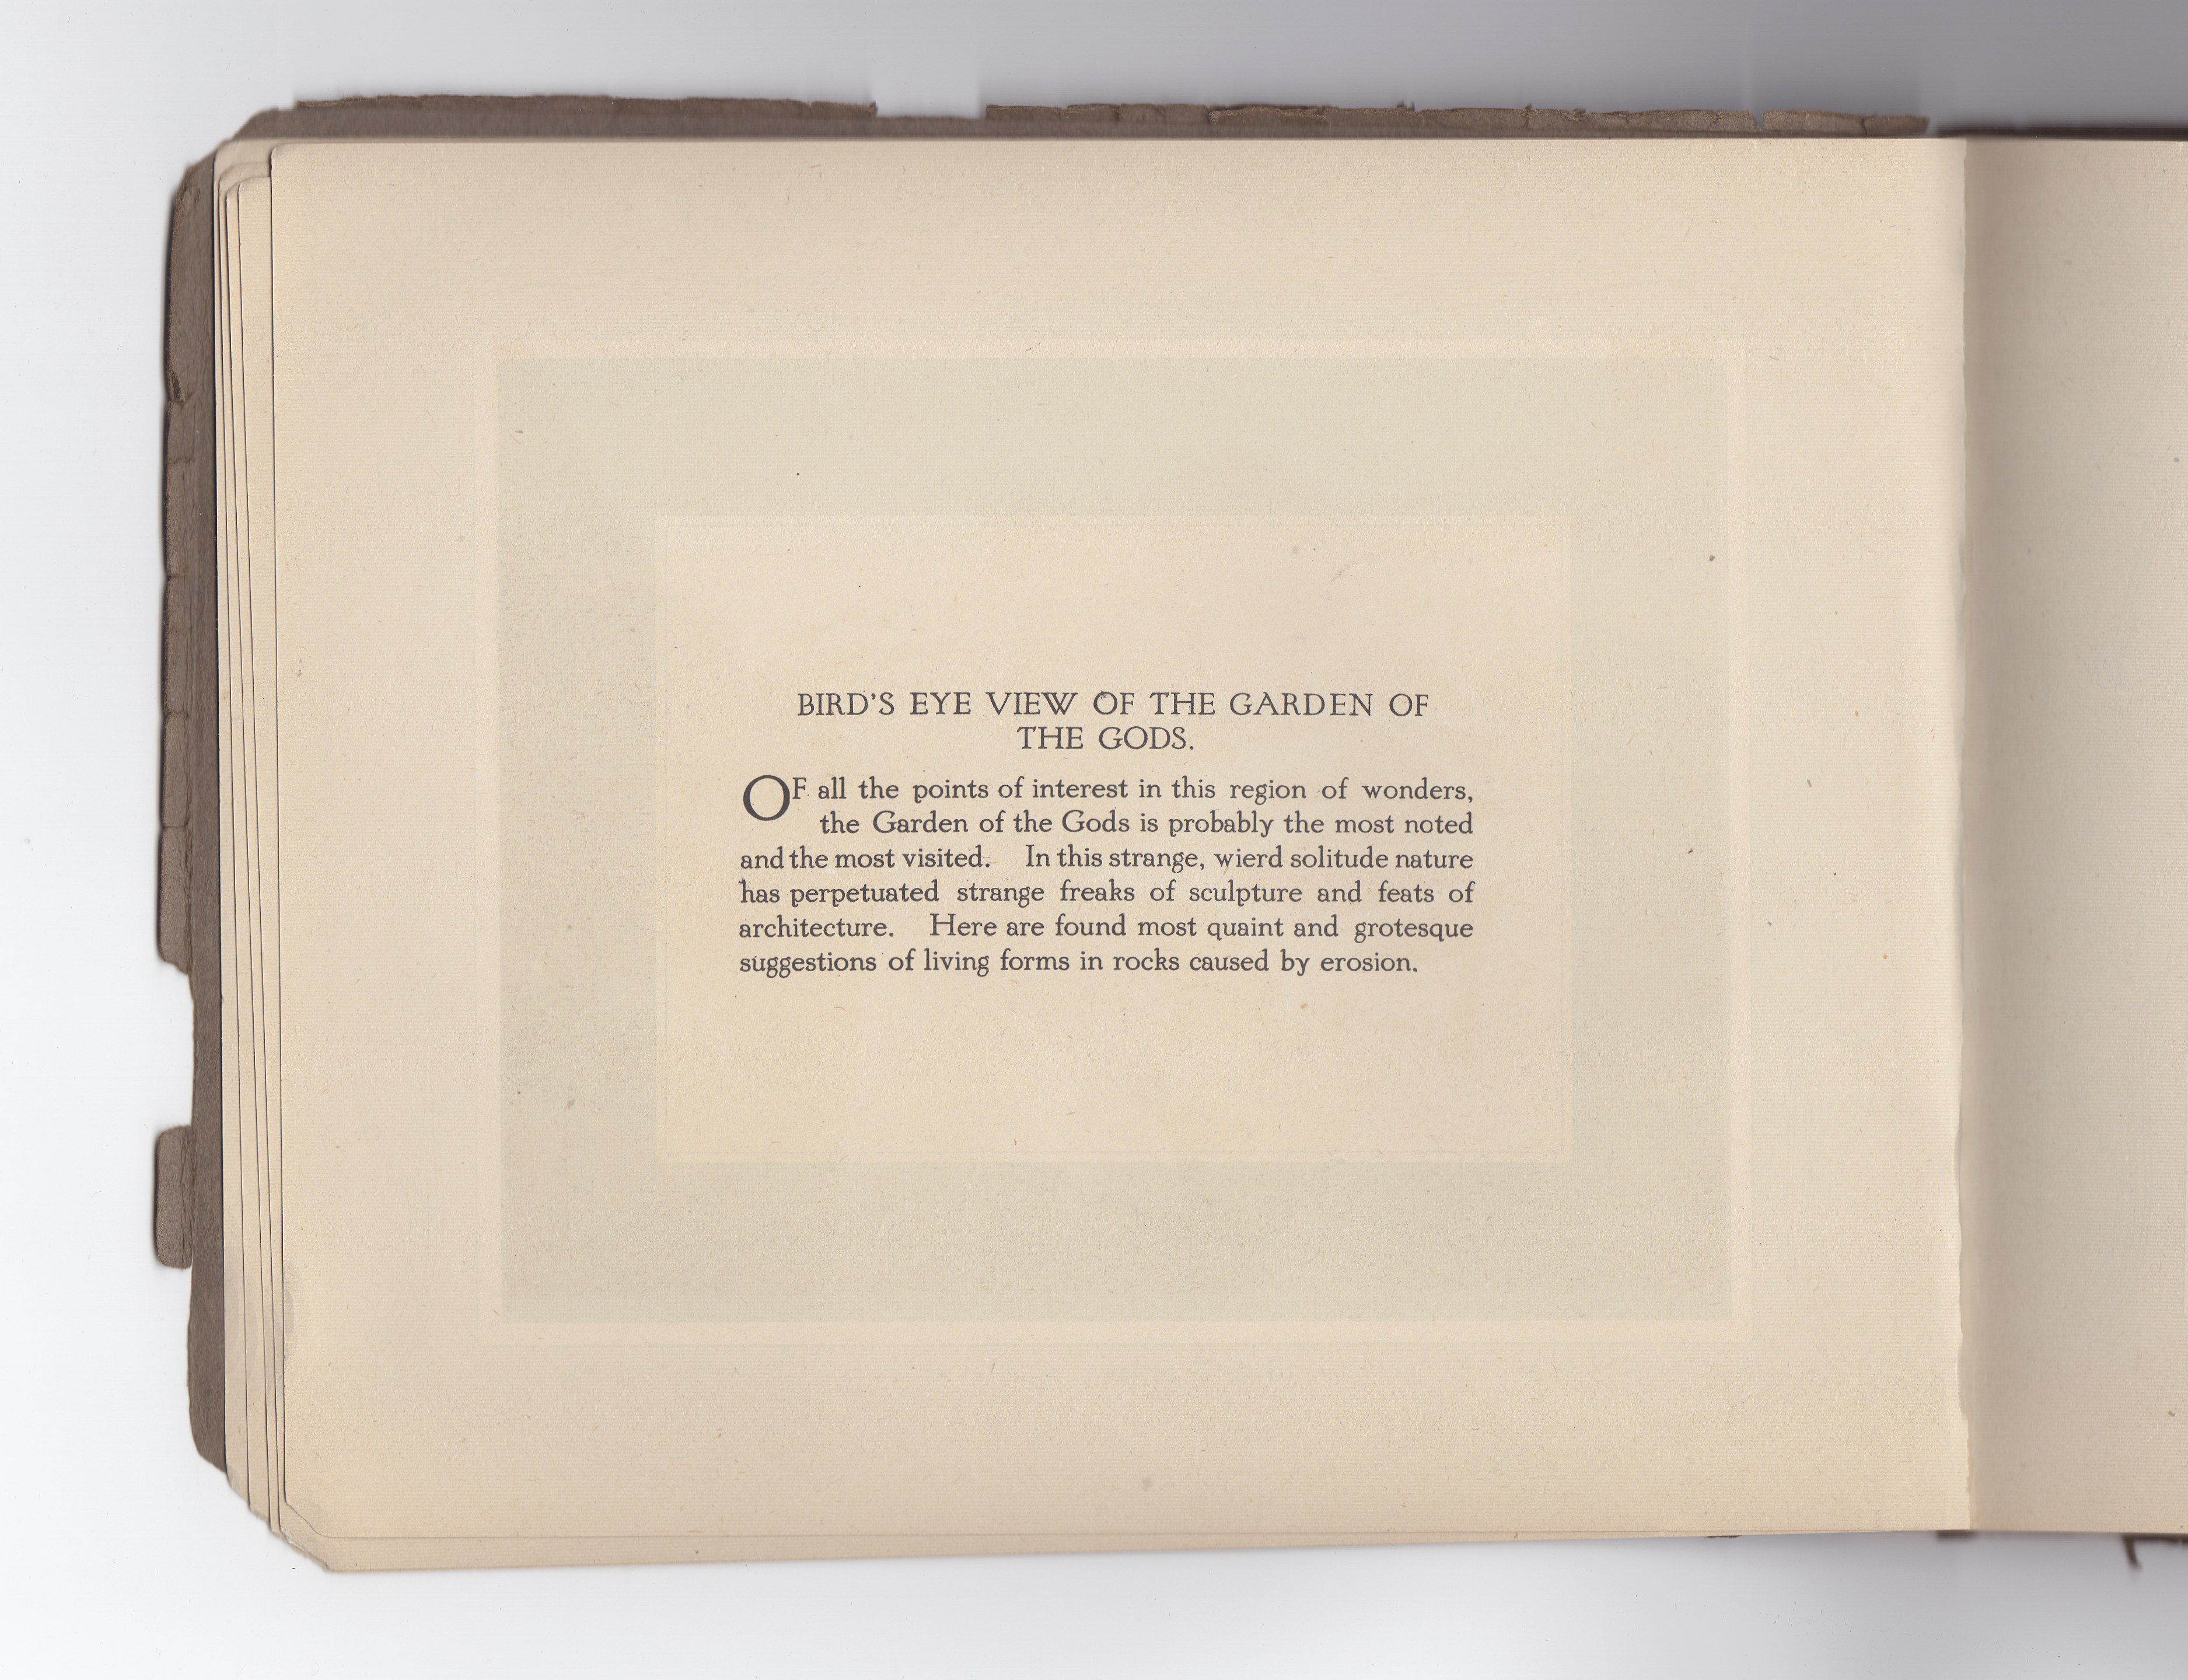 BIRD'S EYE VIEW OF THE GARDEN OF
THE GODS.
OF all the points of interest in this region of wonders,
the Garden of the Gods is probably the most noted
and the most visited. In this strange, wierd solitude nature
has perpetuated strange freaks of sculpture and feats of
architecture. Here are found most quaint and grotesque
suggestions of living forms in rocks caused by erosion.